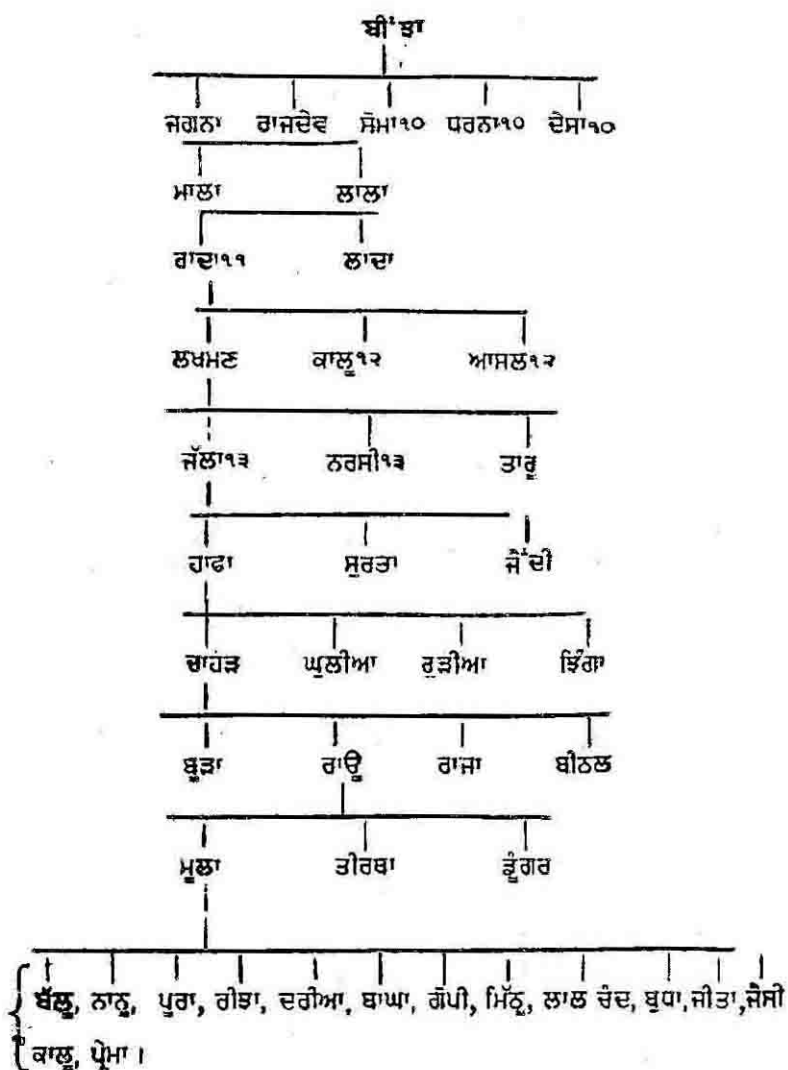 ਬੀਂਝਾ
ਜਗਨਾ ਰਾਜਦੇਵ ਸੋਮਾ੧੦ ਧਰਨਾ੧੦ ਦੈਸਾ੧੦
ਮਾਲਾ ਲਾਲਾ
ਰਾਦਾ੧੧ ਲਾਦਾ
ਲਖਮਣ ਕਾਲੂ੧੨ ਆਸਲ੧੨
ਜੱਲਾ੧੩ ਨਰਸੀ੧੩ ਤਾਰੂ
ਹਾਫਾ ਸੁਰਤਾ ਜੈਂਦੀ
ਚਾਹੜ ਘੁਲੀਆ ਰੁੜੀਆ ਝਿੰਗਾ
ਬੂੜਾ ਰਾਊ ਰਾਜਾ ਬੀਠਲ
ਮੂਲਾ ਤੀਰਥਾ ਡੂੰਗਰ
ਬੱਲੂ, ਨਾਨੂ, ਪੂਰਾ, ਰੀਝਾ, ਦਰੀਆ, ਬਾਘਾ, ਗੋਪੀ, ਮਿੱਠੂ, ਲਾਲ ਚੰਦ, ਬੁਧਾ, ਜੀਤਾ, ਜੈਸੀ
ਕਾਲੂ, ਪ੍ਰੇਮਾ ।